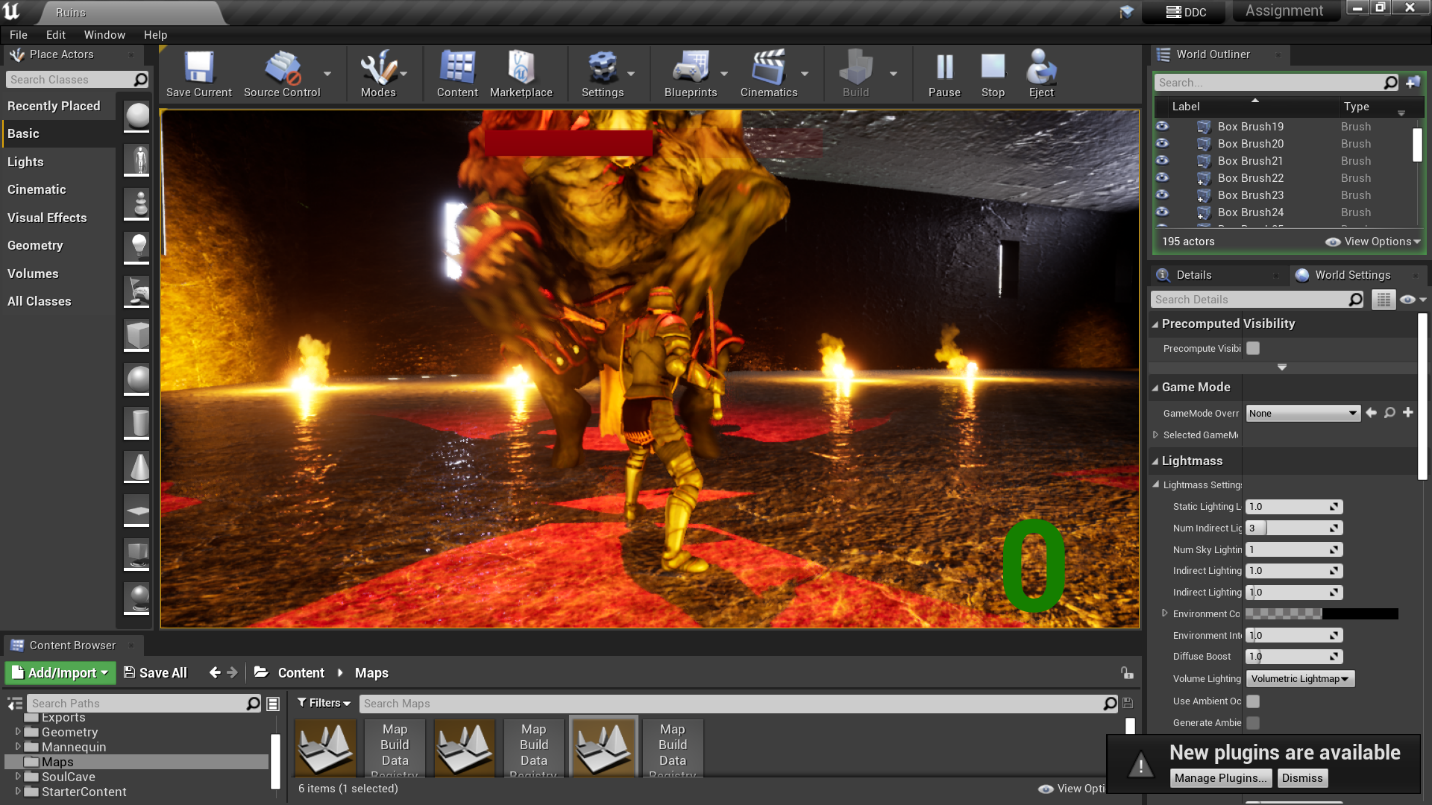 Ruins
DDC
Assignment
File Edit Window Help
Place Actors
Search Classes
Recently Placed
Basic
Lights
Cinematic
Visual Effects
Geometry
Volumes
All Classes
Save Current
Source Control
Modes
Content
Marketplace
Settings
Blueprints
Cinematics
Build
Pause
Stop
Eject
0
World Outliner
Search...
Label Type
Box Brush19 Brush
Box Brush20 Brush
Box Brush21 Brush
Box Brush22 Brush
Box Brush23 Brush
Box Brush24 Brush
195 actors View Options
Details World Settings
Search Details
Precomputed Visibility
Precompute Visibi
Game Mode
GameMode Overr None
Selected GameMo
Lightmass
Lightmass Settings
Static Lighting L 1.0
Num Indirect Lig 3
Num Sky Lightin 1
Indirect Lighting 1.0
Indirect Lighting 1.0
Environment Co
Environment Inte 1.0
Diffuse Boost 1.0
Volume Lighting Volumetric Lightmap
Use Ambient Oc
Generate Ambie
New plugins are available
Manage Plugins... Dismiss
Content Browser
Add/Import Save All Content Maps
Search Paths
Exports
Geometry
Mannequin
Maps
SoulCave
StarterContent
Filters Search Maps
Map
Build
Data
Registry
Map
Build
Data
Registry
Map
Build
Data
Registry
6 items (1 selected)
View Opti